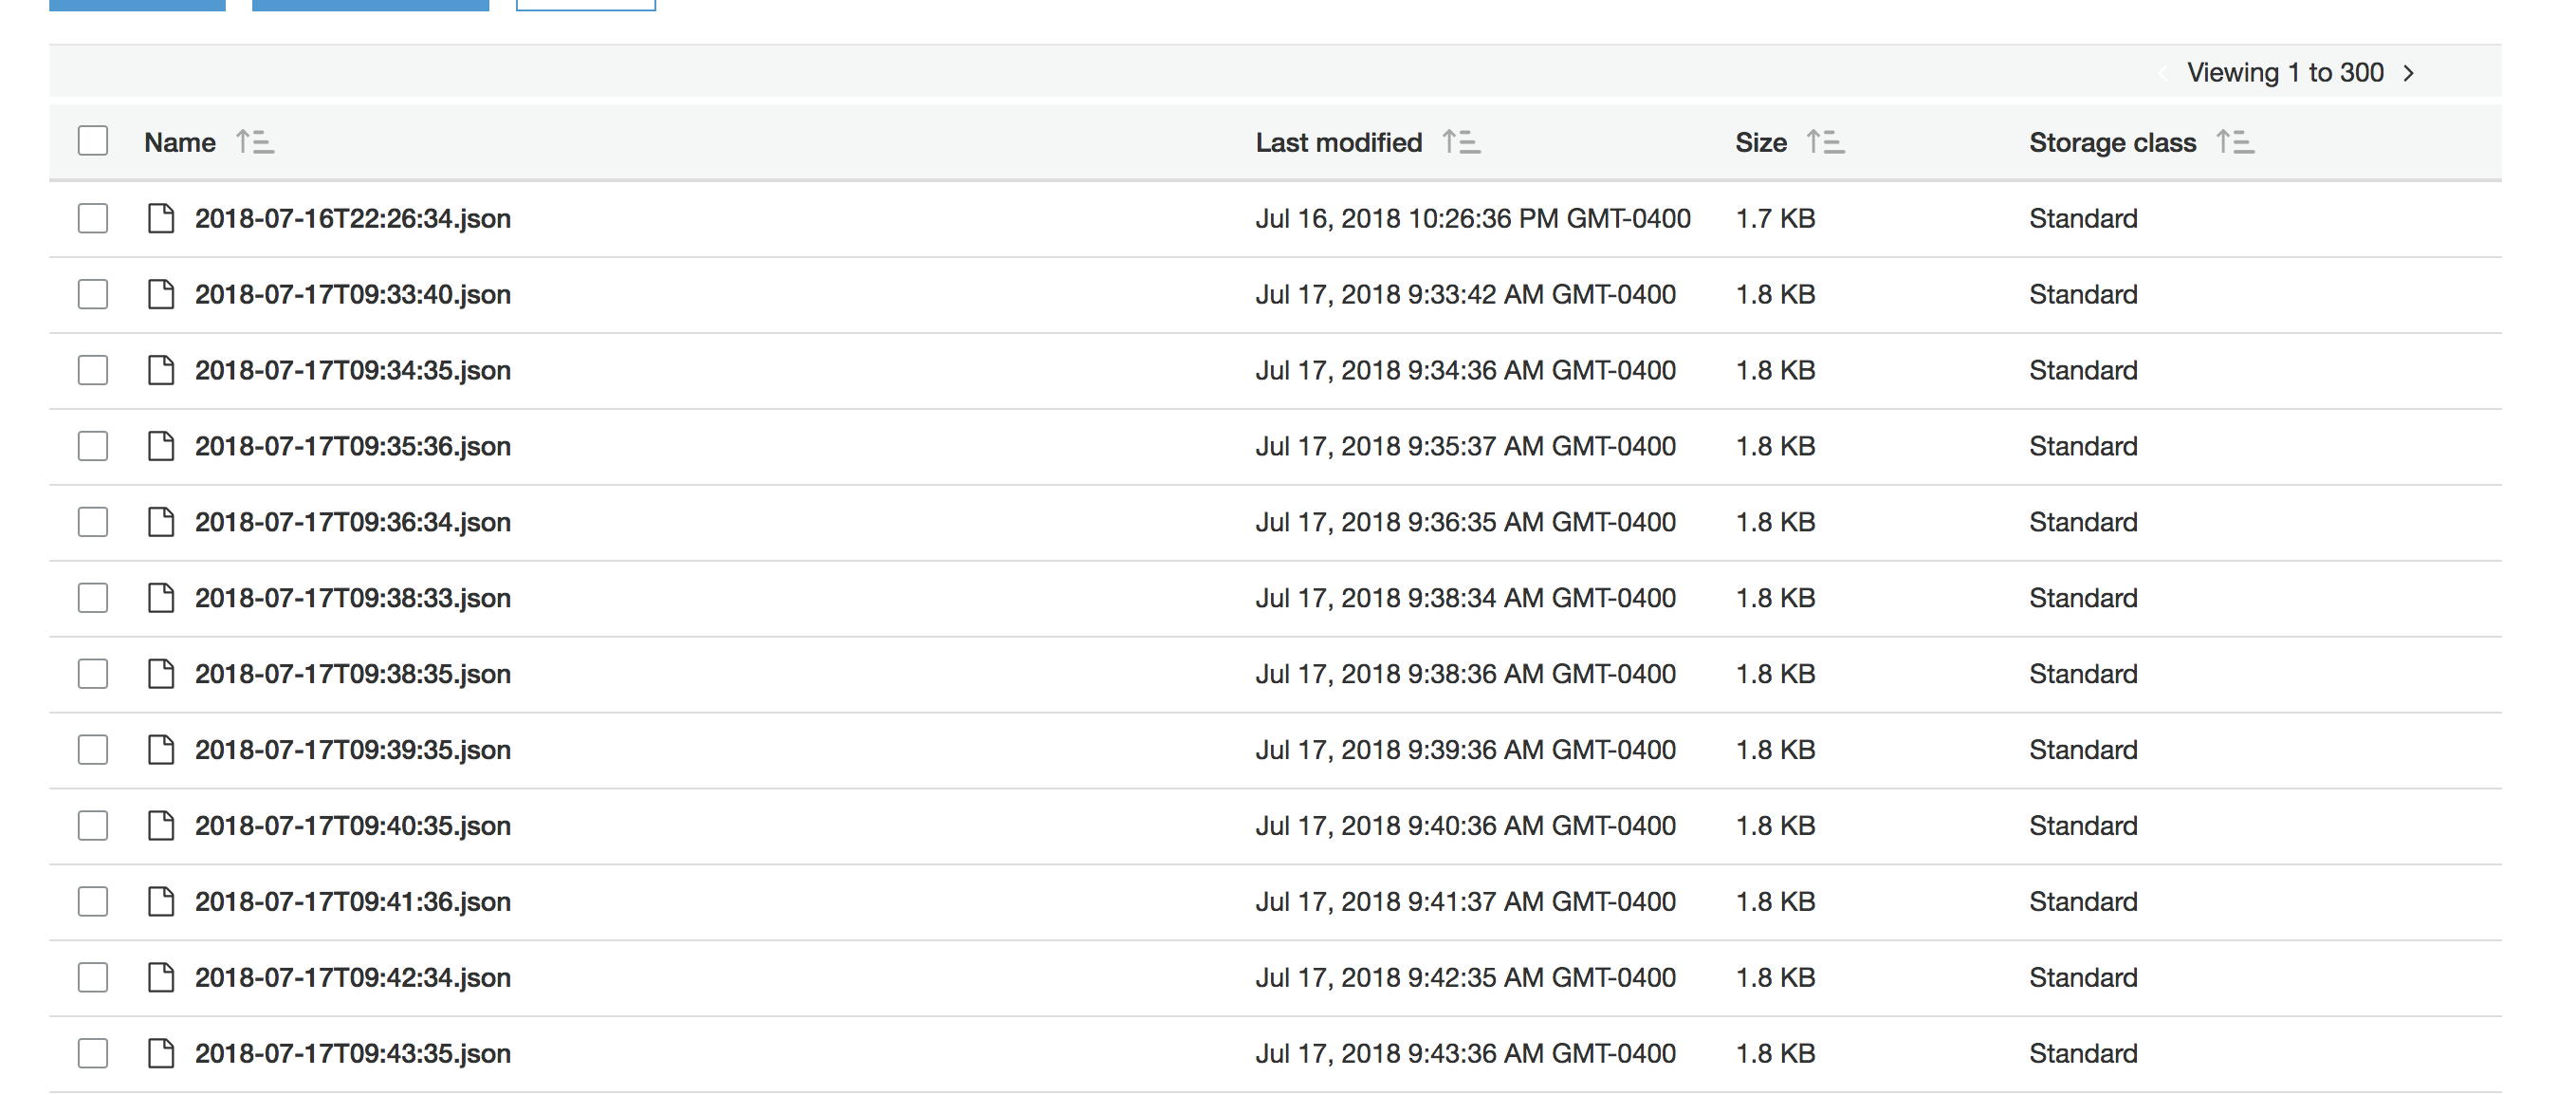 Viewing 1 to 300
Name Last modified Size Storage class
2018-07-16T22:26:34.json Jul 16, 2018 10:26:36 PM GMT-0400 1.7 KB Standard
2018-07-17T09:33:40.json Jul 17, 2018 9:33:42 AM GMT-0400 1.8 KB Standard
2018-07-17T09:34:35.json Jul 17, 2018 9:34:36 AM GMT-0400 1.8 KB Standard
2018-07-17T09:35:36.json Jul 17, 2018 9:35:37 AM GMT-0400 1.8 KB Standard
2018-07-17T09:36:34.json Jul 17, 2018 9:36:35 AM GMT-0400 1.8 KB Standard
2018-07-17T09:38:33.json Jul 17, 2018 9:38:34 AM GMT-0400 1.8 KB Standard
2018-07-17T09:38:35.json Jul 17, 2018 9:38:36 AM GMT-0400 1.8 KB Standard
2018-07-17T09:39:35.json Jul 17, 2018 9:39:36 AM GMT-0400 1.8 KB Standard
2018-07-17T09:40:35.json Jul 17, 2018 9:40:36 AM GMT-0400 1.8 KB Standard
2018-07-17T09:41:36.json Jul 17, 2018 9:41:37 AM GMT-0400 1.8 KB Standard
2018-07-17T09:42:34.json Jul 17, 2018 9:42:35 AM GMT-0400 1.8 KB Standard
2018-07-17T09:43:35.json Jul 17, 2018 9:43:36 AM GMT-0400 1.8 KB Standard